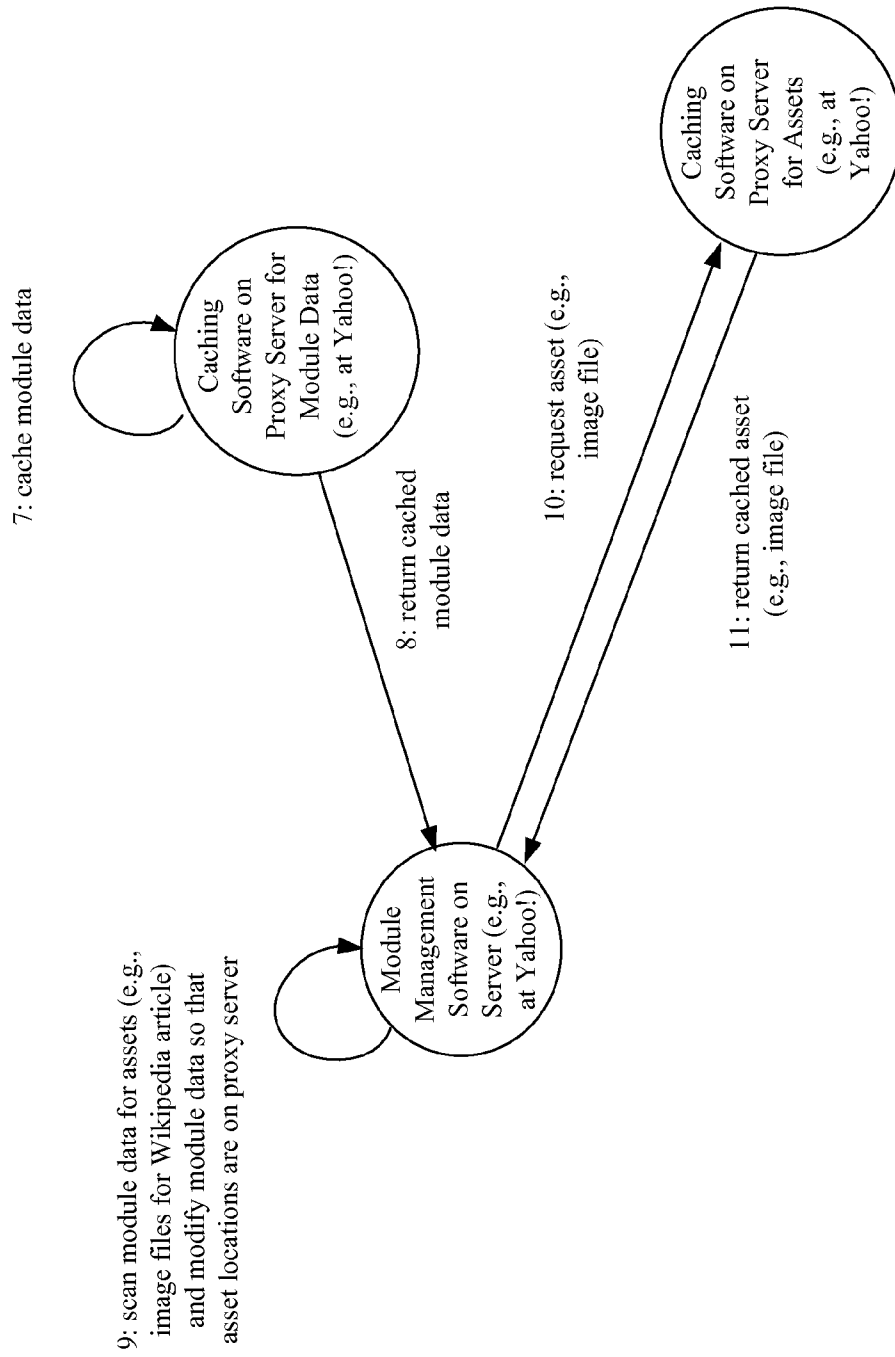 7: cache module data
Caching
Software on
Proxy Server for
Module Data
(e.g., at Yahoo!)
8: return cached
module data
9: scan module data for assets (e.g.,
image files for Wikipedia article)
and modify module data so that
asset locations are on proxy server
Module
Management
Software on
Server (e.g.,
at Yahoo!)
10: request asset (e.g.,
image file)
11: return cached asset
(e.g., image file)
Caching
Software on
Proxy Server
for Assets
(e.g., at
Yahoo!)